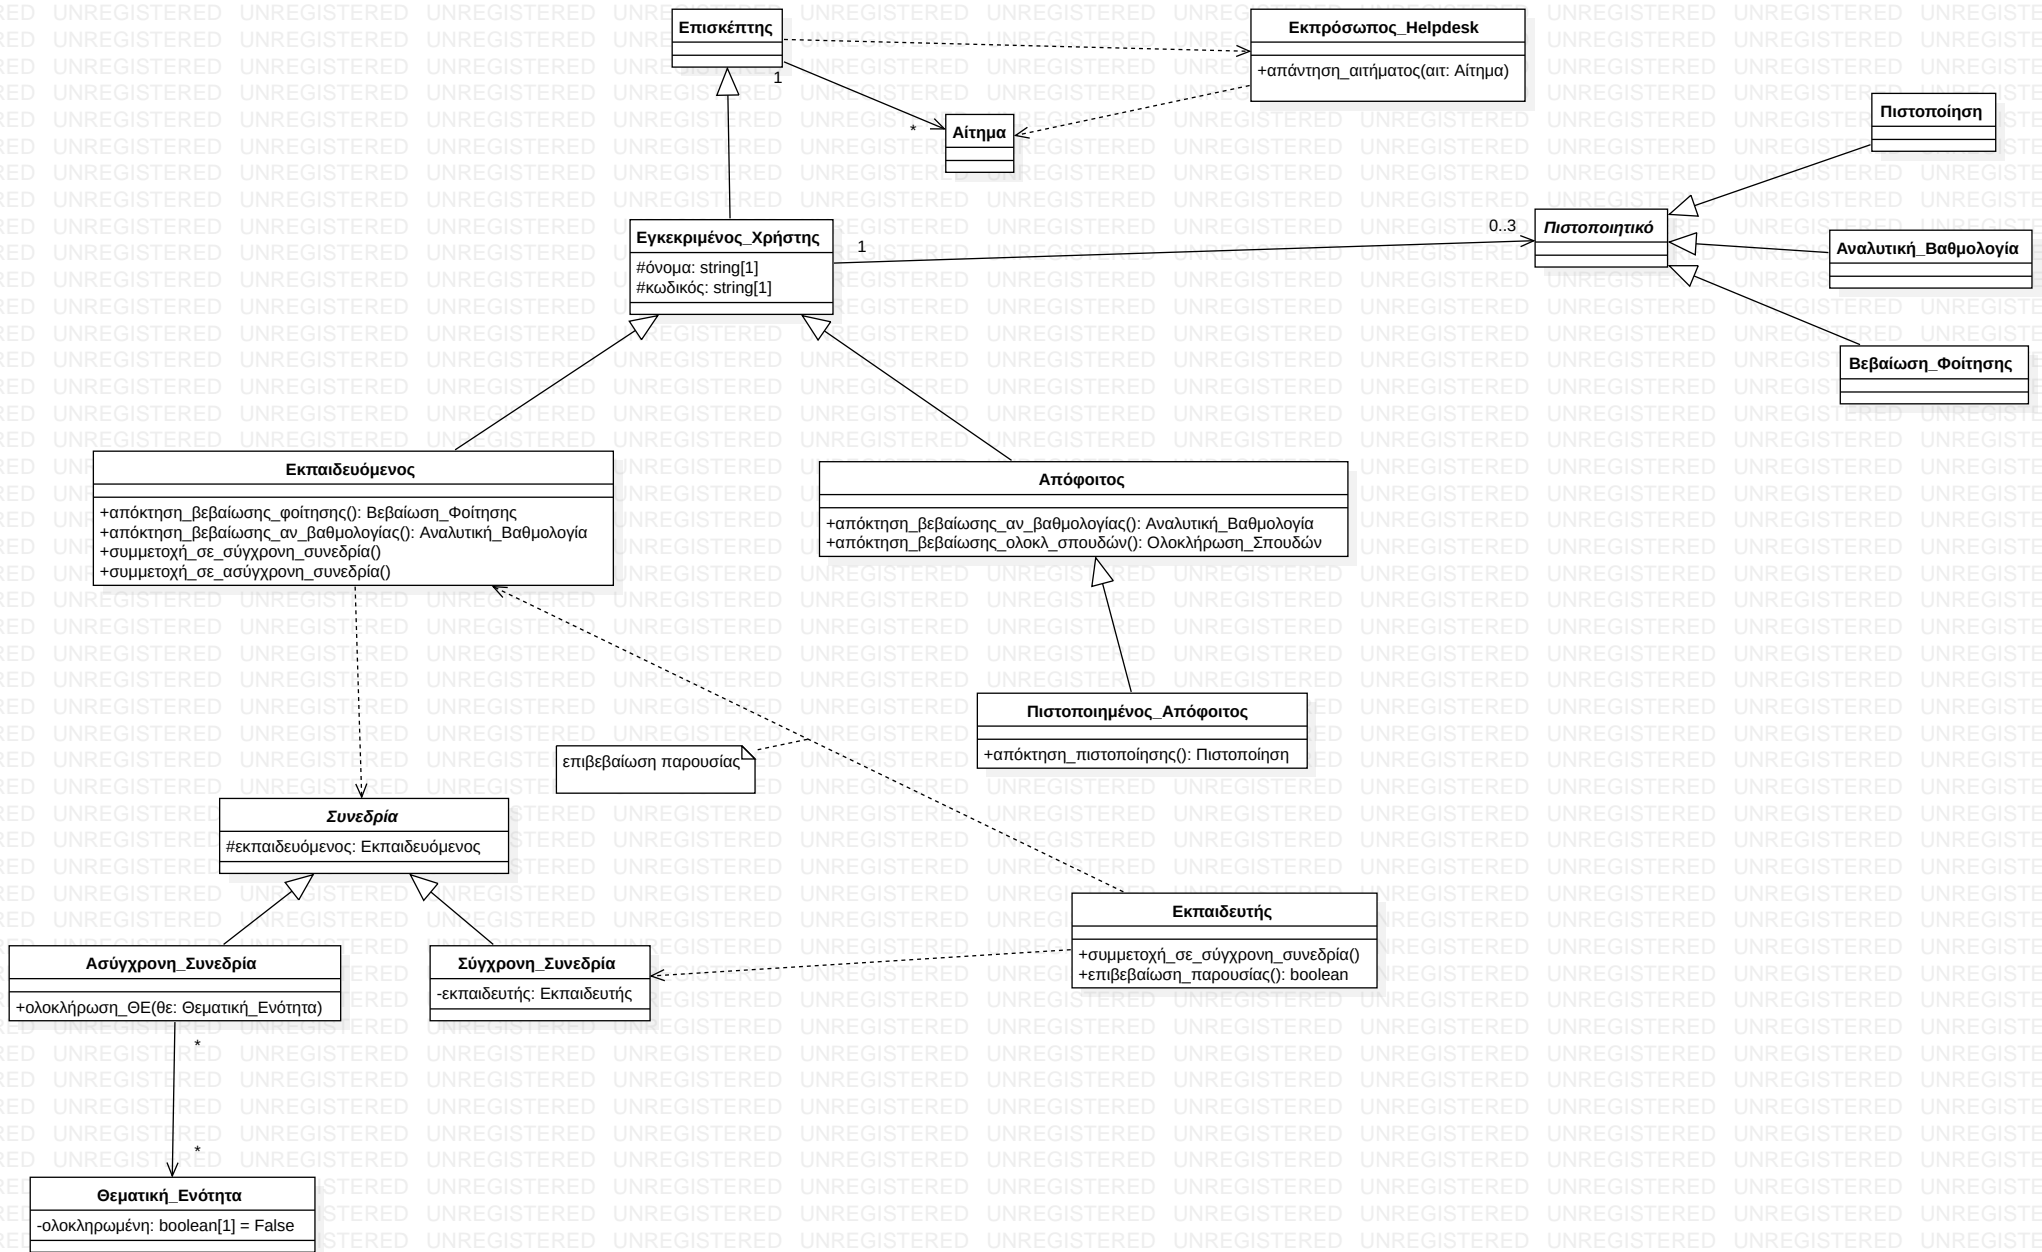 Επισκέπτης
1
Εκπρόσωπος_Helpdesk
+απάντηση_αιτήματος(αιτ: Αίτημα)
*
Αίτημα
Πιστοποίηση
Εγκεκριμένος_Χρήστης
#όνομα: string[1]
#κωδικός: string[1]
1
0..3
Πιστοποιητικό
Αναλυτική_Βαθμολογία
Βεβαίωση_Φοίτησης
Εκπαιδευόμενος
+απόκτηση_βεβαίωσης_φοίτησης(): Βεβαίωση_Φοίτησης
+απόκτηση_βεβαίωσης_αν_βαθμολογίας(): Αναλυτική_Βαθμολογία
+συμμετοχή_σε_σύγχρονη_συνεδρία()
+συμμετοχή_σε_ασύγχρονη_συνεδρία()
Απόφοιτος
+απόκτηση_βεβαίωσης_αν_βαθμολογίας(): Αναλυτική_Βαθμολογία
+απόκτηση_βεβαίωσης_ολοκλ_σπουδών(): Ολοκλήρωση_Σπουδών
Πιστοποιημένος_Απόφοιτος
+απόκτηση_πιστοποίησης(): Πιστοποίηση
επιβεβαίωση παρουσίας
Συνεδρία
#εκπαιδευόμενος: Εκπαιδευόμενος
Εκπαιδευτής
+συμμετοχή_σε_σύγχρονη_συνεδρία()
+επιβεβαίωση_παρουσίας(): boolean
Ασύγχρονη_Συνεδρία
+ολοκλήρωση_ΘΕ(θε: Θεματική_Ενότητα)
Σύγχρονη_Συνεδρία
-εκπαιδευτής: Εκπαιδευτής
*
*
Θεματική_Ενότητα
-ολοκληρωμένη: boolean[1] = False
UNREGISTERED